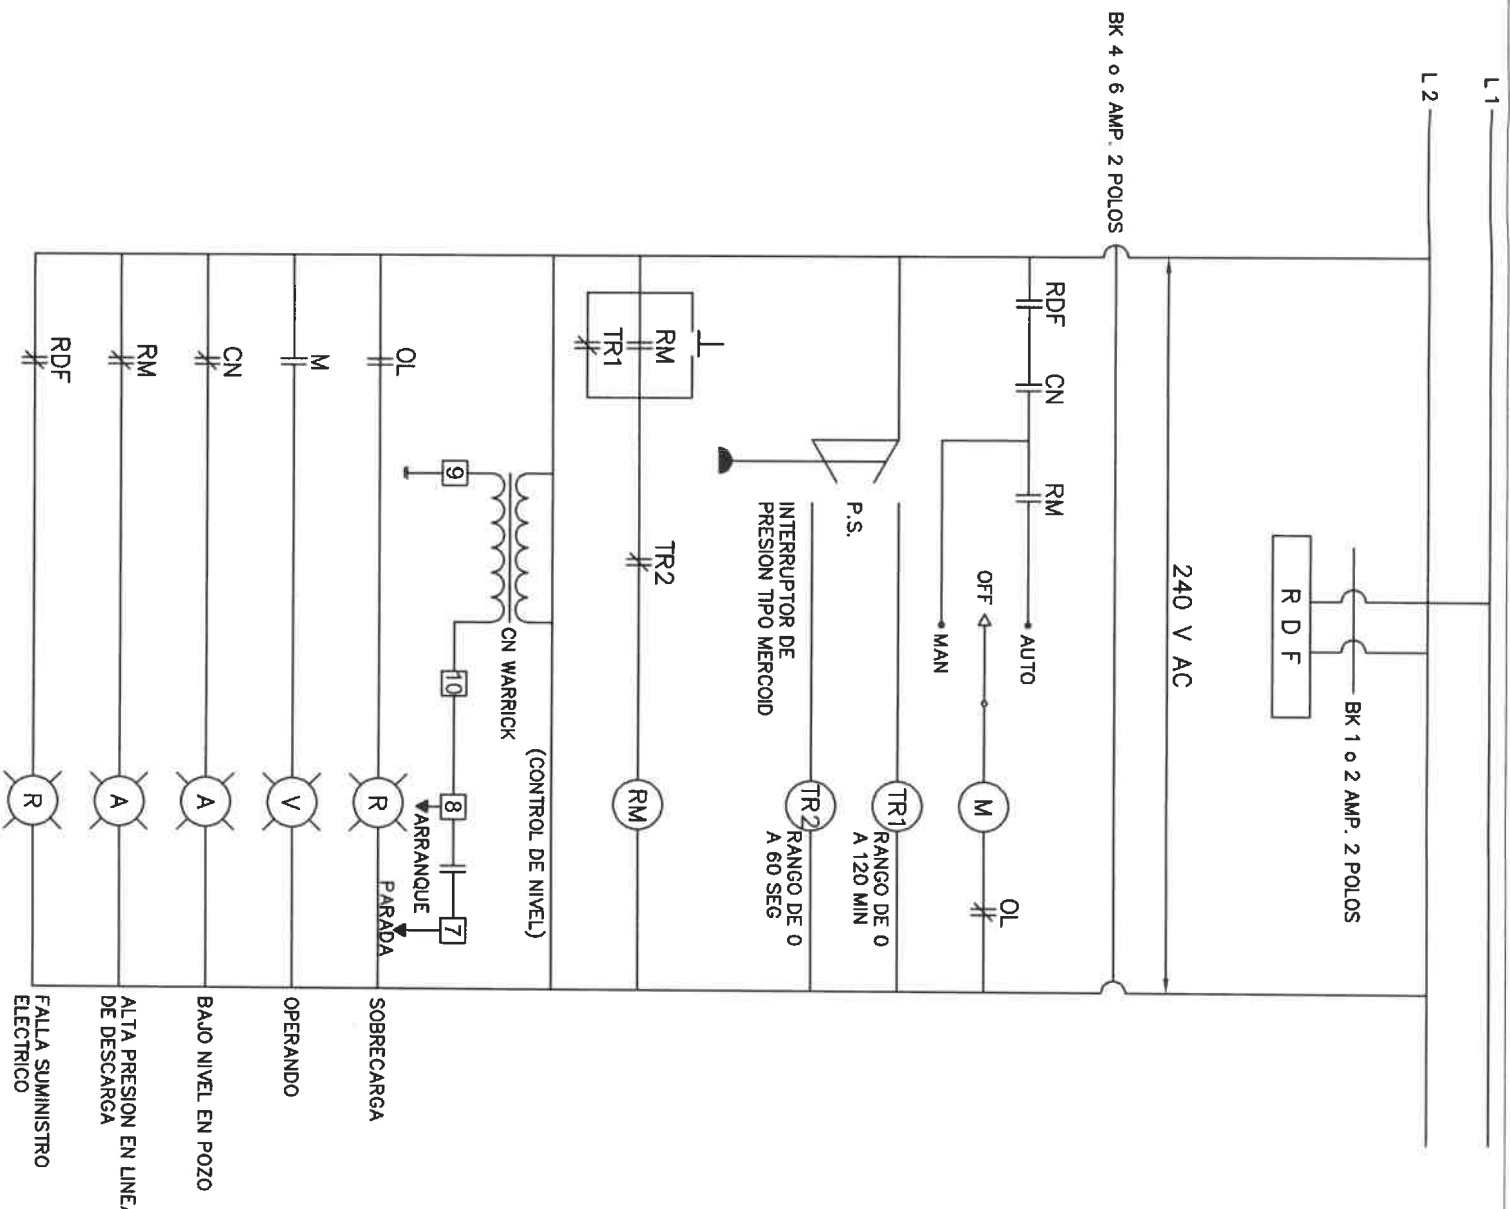 L 1
L 2
BK 1 o 2 AMP. 2 POLOS
R D F
240 V AC
BK 4 o 6 AMP. 2 POLOS
RDF
CN
RM
AUTO
OFF
MAN
M
OL
P.S.
INTERRUPTOR DE
PRESION TIPO MERCOID
TR1
RANGO DE 0
A 120 MIN
TR2
RANGO DE 0
A 60 SEG
RM
TR1
TR2
RM
(CONTROL DE NIVEL)
CN WARRICK
9
10
8
7
ARRANQUE
PARADA
OL
R
SOBRECARGA
M
V
OPERANDO
CN
A
BAJO NIVEL EN POZO
RM
A
ALTA PRESION EN LINEA
DE DESCARGA
RDF
R
FALLA SUMINISTRO
ELECTRICO